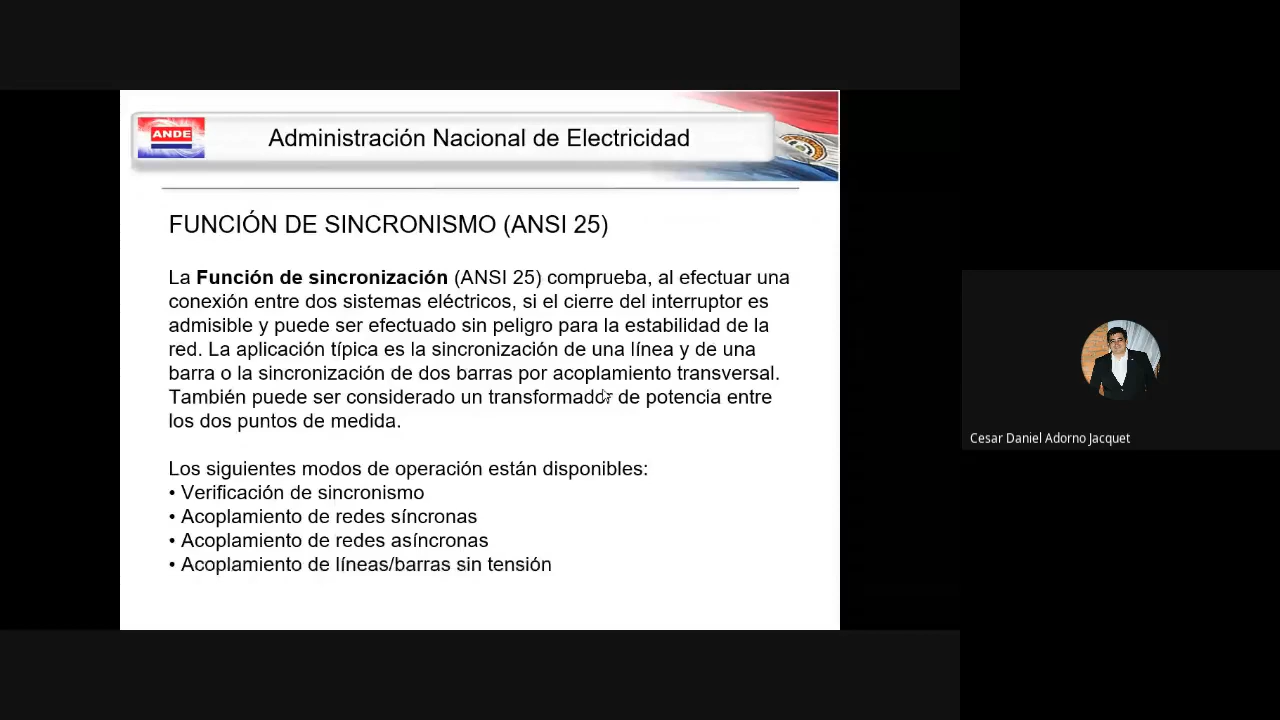 ANDE
Administración Nacional de Electricidad
FUNCIÓN DE SINCRONISMO (ANSI 25)
La Función de sincronización (ANSI 25) comprueba, al efectuar una
conexión entre dos sistemas eléctricos, si el cierre del interruptor es
admisible y puede ser efectuado sin peligro para la estabilidad de la
red. La aplicación típica es la sincronización de una línea y de una
barra o la sincronización de dos barras por acoplamiento transversal.
También puede ser considerado un transformador de potencia entre
los dos puntos de medida.
Los siguientes modos de operación están disponibles:
• Verificación de sincronismo
• Acoplamiento de redes síncronas
• Acoplamiento de redes asíncronas
• Acoplamiento de líneas/barras sin tensión
Cesar Daniel Adorno Jacquet